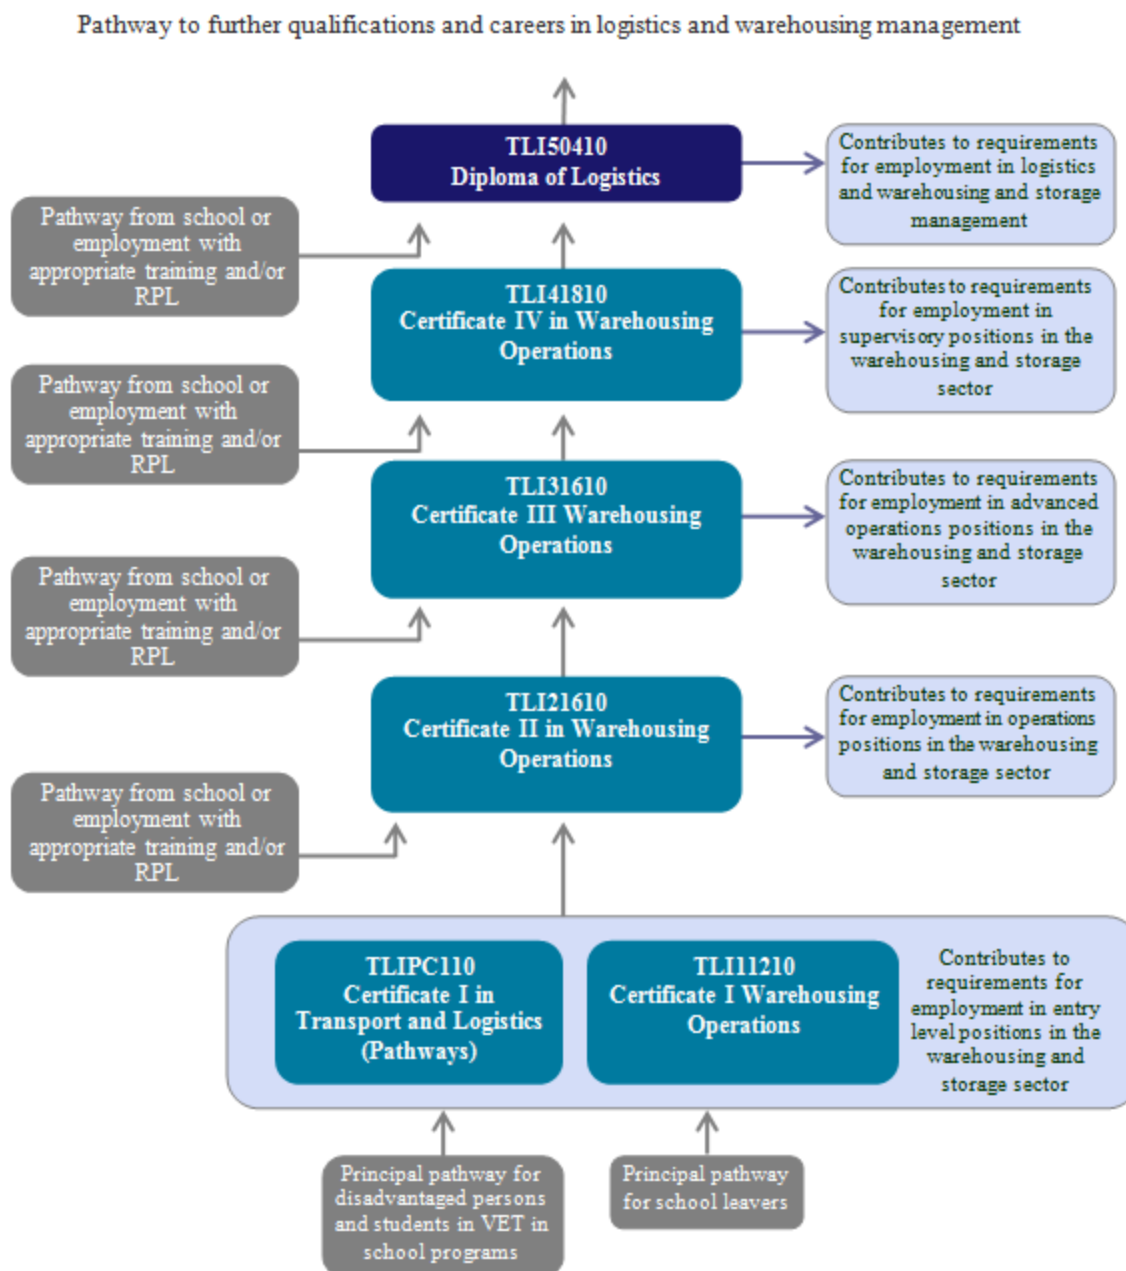 Pathway to further qualifications and careers in logistics and warehousing management
TLI50410
Diploma of Logistics
Contributes to requirements
for employment in logistics
and warehousing and storage
management
Pathway from school or
employment with
appropriate training and/or
RPL
TLI41810
Certificate IV in Warehousing
Operations
Contributes to requirements
for employment in
supervisory positions in the
warehousing and storage
sector
Pathway from school or
employment with
appropriate training and/or
RPL
TLI31610
Certificate III Warehousing
Operations
Contributes to requirements
for employment in advanced
operations positions in the
warehousing and storage
sector
Pathway from school or
employment with
appropriate training and/or
RPL
TLI21610
Certificate II in Warehousing
Operations
Contributes to requirements
for employment in operations
positions in the warehousing
and storage sector
Pathway from school or
employment with
appropriate training and/or
RPL
TLIPC110
Certificate I in
Transport and Logistics
(Pathways)
TLI11210
Certificate I Warehousing
Operations
Contributes to
requirements for
employment in entry
level positions in the
warehousing and
storage sector
Principal pathway for
disadvantaged persons
and students in VET in
school programs
Principal pathway
for school leavers